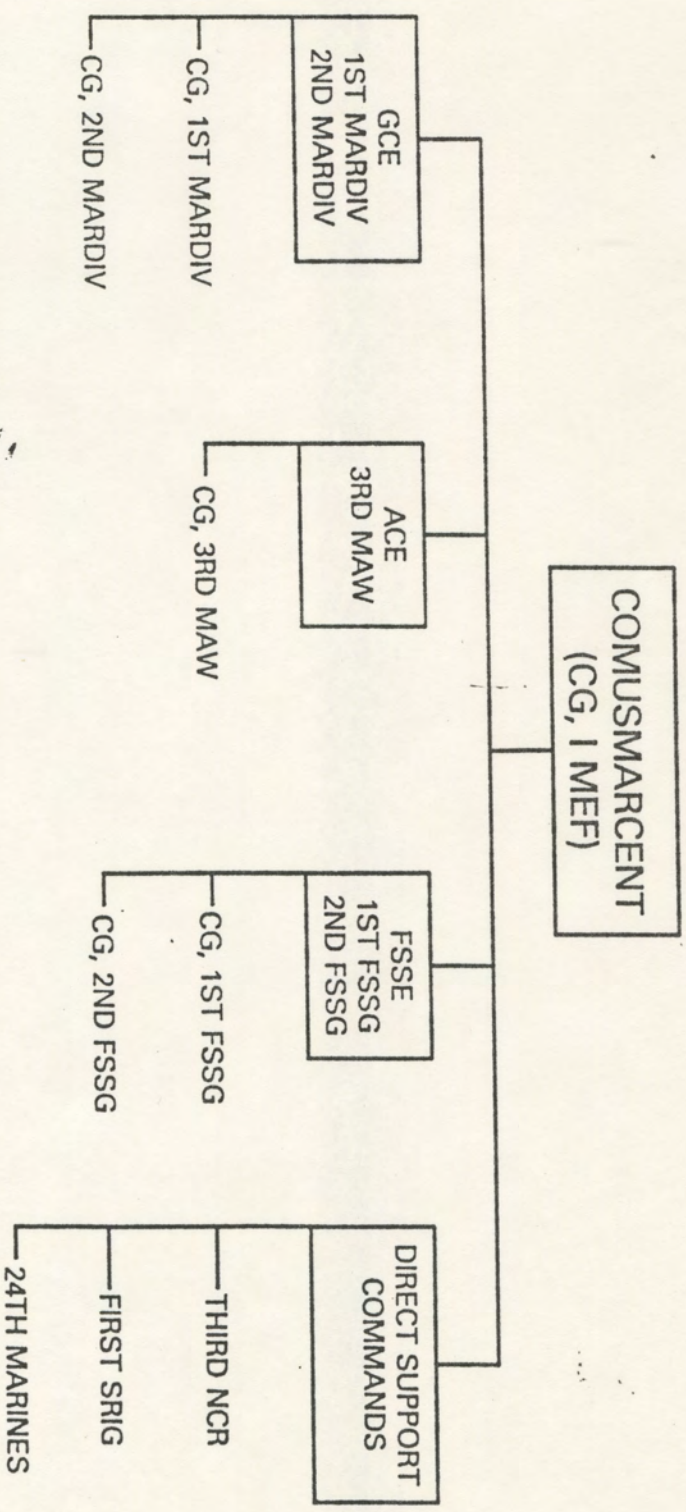 COMUSMARCENT
(CG, I MEF)
GCE
1ST MARDIV
2ND MARDIV
CG, 1ST MARDIV
CG, 2ND MARDIV
ACE
3RD MAW
CG, 3RD MAW
FSSE
1ST FSSG
2ND FSSG
CG, 1ST FSSG
CG, 2ND FSSG
DIRECT SUPPORT
COMMANDS
THIRD NCR
FIRST SRIG
24TH MARINES